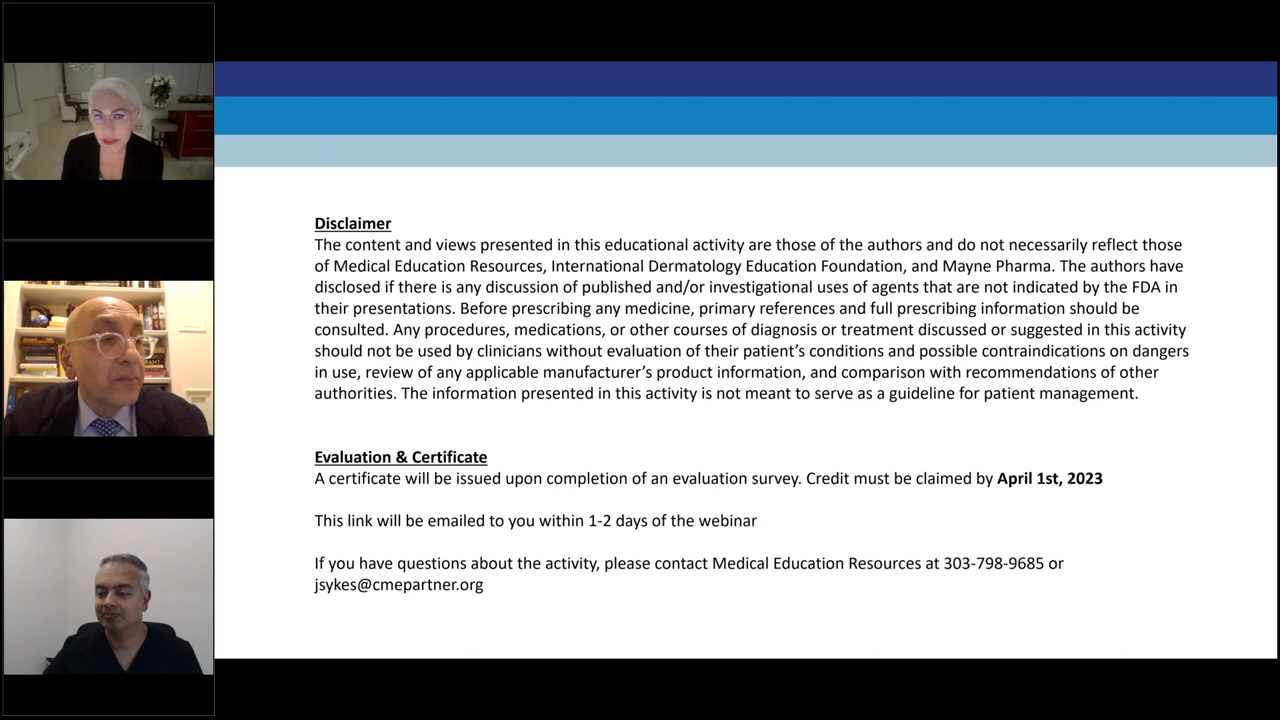 Disclaimer
The content and views presented in this educational activity are those of the authors and do not necessarily reflect those
of Medical Education Resources, International Dermatology Education Foundation, and Mayne Pharma. The authors have
disclosed if there is any discussion of published and/or investigational uses of agents that are not indicated by the FDA in
their presentations. Before prescribing any medicine, primary references and full prescribing information should be
consulted. Any procedures, medications, or other courses of diagnosis or treatment discussed or suggested in this activity
should not be used by clinicians without evaluation of their patient's conditions and possible contraindications on dangers
in use, review of any applicable manufacturer's product information, and comparison with recommendations of other
authorities. The information presented in this activity is not meant to serve as a guideline for patient management.
Evaluation & Certificate
A certificate will be issued upon completion of an evaluation survey. Credit must be claimed by April 1st, 2023
This link will be emailed to you within 1-2 days of the webinar
If you have questions about the activity, please contact Medical Education Resources at 303-798-9685 or
jsykes@cmepartner.org